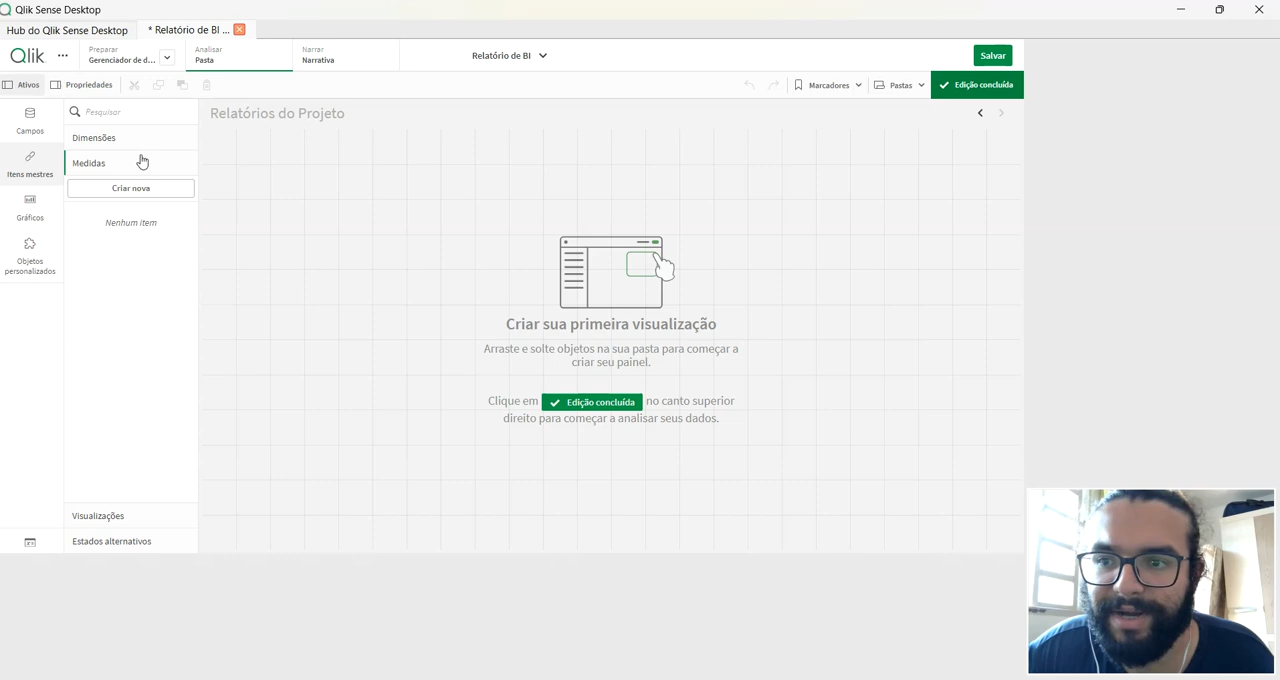 Qlik Sense Desktop
Hub do Qlik Sense Desktop
* Relatório de BI ...
Qlik
Preparar
Gerenciador de d...
Analisar
Pasta
Narrar
Narrativa
Relatório de BI
Salvar
Ativos
Propriedades
Marcadores
Pastas
Edição concluída
Campos
Itens mestres
Gráficos
Objetos
personalizados
Pesquisar
Dimensões
Medidas
Criar nova
Nenhum item
Visualizações
Estados alternativos
Relatórios do Projeto
Criar sua primeira visualização
Arraste e solte objetos na sua pasta para começar a
criar seu painel.
Clique em Edição concluída no canto superior
direito para começar a analisar seus dados.